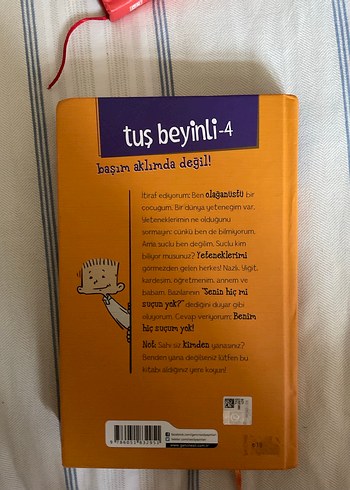 tuş beyinli-4
başım aklımda değil!
İtiraf ediyorum: Ben olağanüstü bir
çocuğum. Bir dünya yeteneğim var.
Yeteneklerimin ne olduğunu
sormayın; çünkü ben de bilmiyorum.
Ama suçlu ben değilim. Suçlu kim
biliyor musunuz? Yeteneklerimi
görmezden gelen herkes! Nazlı, Yiğit,
kardeşim, öğretmenim, annem ve
babam. Bazılarının "Senin hiç mi
suçun yok?" dediğini duyar gibi
oluyorum. Cevap veriyorum: Benim
hiç suçum yok!
Not: Sahi siz kimden yanasınız?
Benden yana değilseniz lütfen bu
kitabı aldığınız yere koyun!